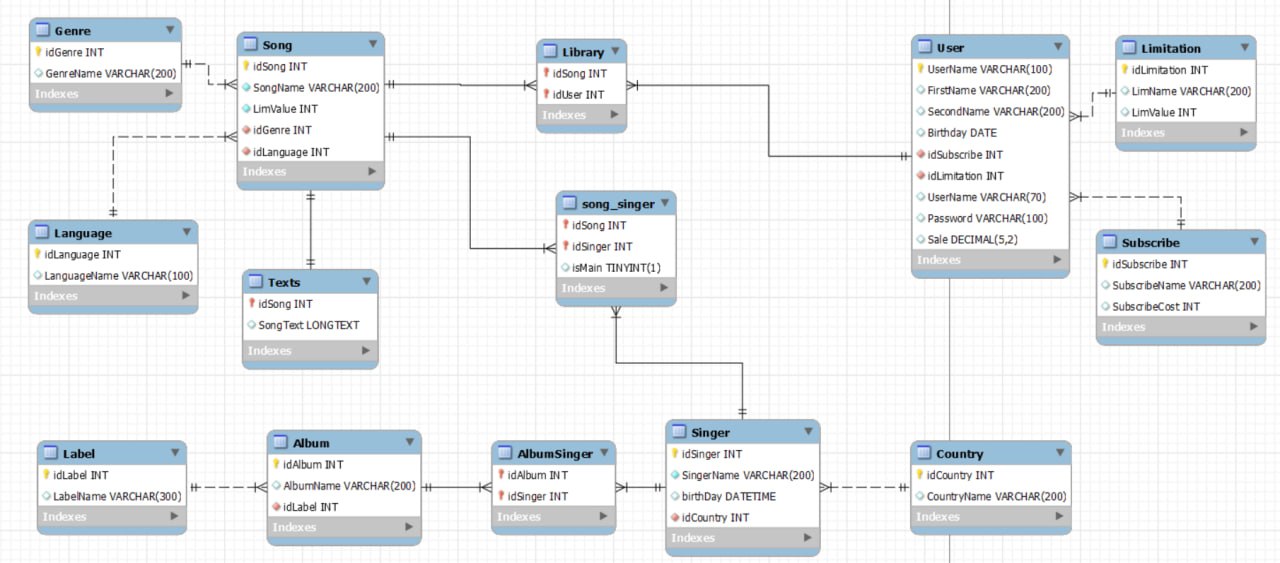 Genre
idGenre INT
GenreName VARCHAR(200)
Indexes
Song
idSong INT
SongName VARCHAR(200)
LimValue INT
idGenre INT
idLanguage INT
Indexes
Library
idSong INT
idUser INT
Indexes
User
UserName VARCHAR(100)
FirstName VARCHAR(200)
SecondName VARCHAR(200)
Birthday DATE
idSubscribe INT
idLimitation INT
UserName VARCHAR(70)
Password VARCHAR(100)
Sale DECIMAL(5,2)
Indexes
Limitation
idLimitation INT
LimName VARCHAR(200)
LimValue INT
Indexes
Language
idLanguage INT
LanguageName VARCHAR(100)
Indexes
Texts
idSong INT
SongText LONGTEXT
Indexes
song_singer
idSong INT
idSinger INT
isMain TINYINT(1)
Indexes
Subscribe
idSubscribe INT
SubscribeName VARCHAR(200)
SubscribeCost INT
Indexes
Label
idLabel INT
LabelName VARCHAR(300)
Indexes
Album
idAlbum INT
AlbumName VARCHAR(200)
idLabel INT
Indexes
AlbumSinger
idAlbum INT
idSinger INT
Indexes
Singer
idSinger INT
SingerName VARCHAR(200)
birthDay DATETIME
idCountry INT
Indexes
Country
idCountry INT
CountryName VARCHAR(200)
Indexes